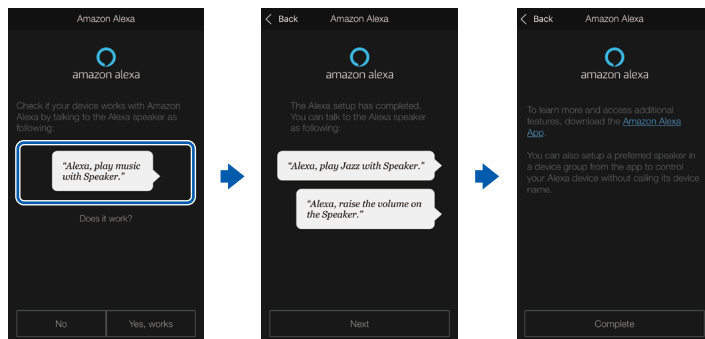 Amazon Alexa
amazon alexa
Check if your device works with Amazon
Alexa by talking to the Alexa speaker as
following:
“Alexa, play music
with Speaker.”
Does it work?
No
Yes, works
Back
Amazon Alexa
amazon alexa
The Alexa setup has completed.
You can talk to the Alexa speaker
as following:
“Alexa, play Jazz with Speaker.”
“Alexa, raise the volume on
the Speaker.”
Next
Back
Amazon Alexa
amazon alexa
To learn more and access additional
features, download the Amazon Alexa
App.
You can also setup a preferred speaker in
a device group from the app to control
your Alexa device without calling its device
name.
Complete